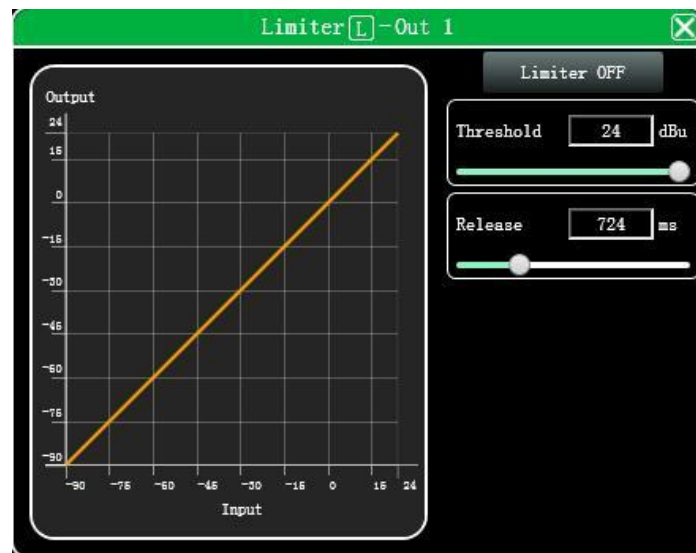 Limiter[L]-Out 1
Limiter OFF
Output
24
15
0
-15
-30
-45
-60
-75
-90
-90 -75 -60 -45 -30 -15 0 15 24
Input
Threshold 24 dBu
Release 724 ms